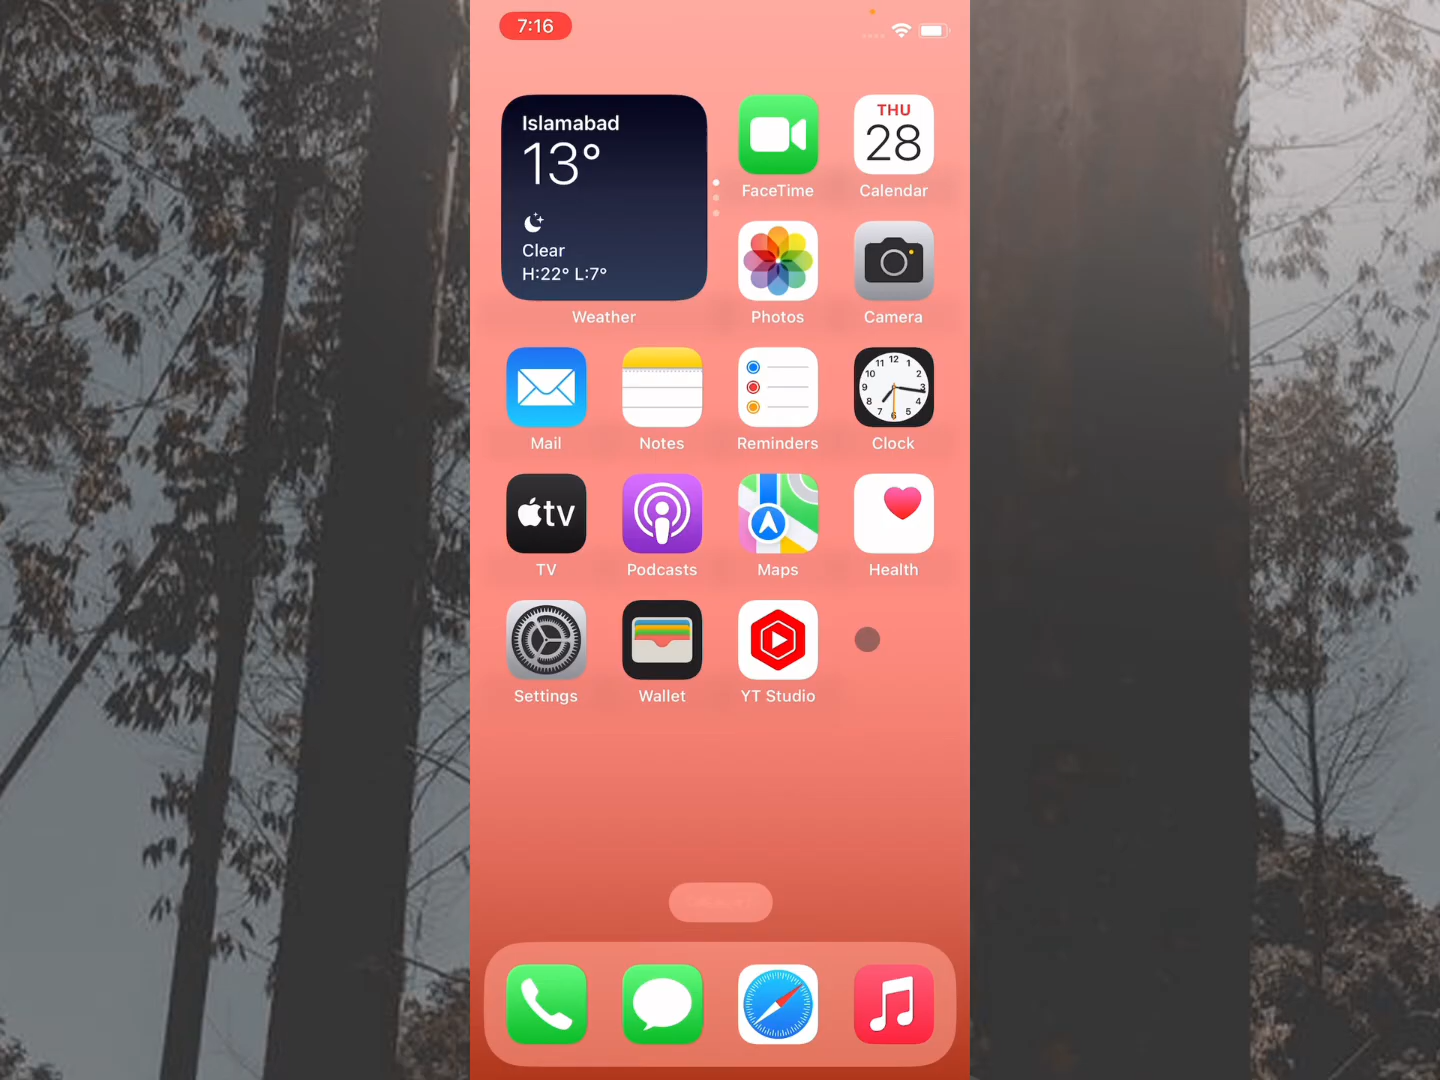 7:16
Islamabad
13°
Clear
H:22° L:7°
Weather
FaceTime
THU
28
Calendar
Photos
Camera
Mail
Notes
Reminders
12
1
2
3
4
5
6
7
8
9
10
11
Clock
tv
TV
Podcasts
Maps
Health
Settings
Wallet
YT Studio